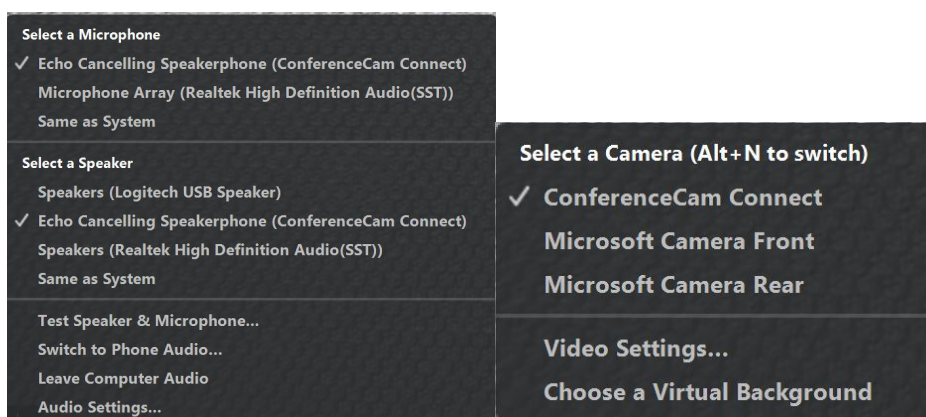 Select a Microphone
Echo Cancelling Speakerphone (ConferenceCam Connect)
Microphone Array (Realtek High Definition Audio(SST))
Same as System
Select a Speaker
Speakers (Logitech USB Speaker)
Echo Cancelling Speakerphone (ConferenceCam Connect)
Speakers (Realtek High Definition Audio(SST))
Same as System
Test Speaker & Microphone...
Switch to Phone Audio...
Leave Computer Audio
Audio Settings...
Select a Camera (Alt+N to switch)
ConferenceCam Connect
Microsoft Camera Front
Microsoft Camera Rear
Video Settings...
Choose a Virtual Background